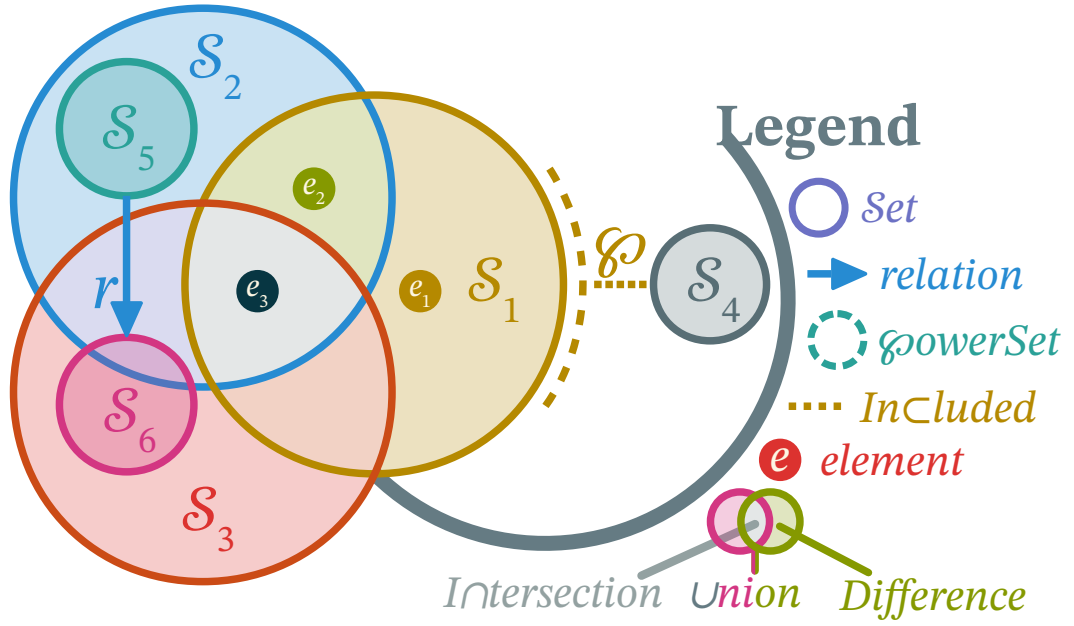 𝒮2
Legend
𝒮5
e2
𝒮et
relation
℘
r
e3
e1
𝒮1
𝒮4
℘owerSet
𝒮6
In⊂luded
e element
𝒮3
I∩tersection ∪nion Difference